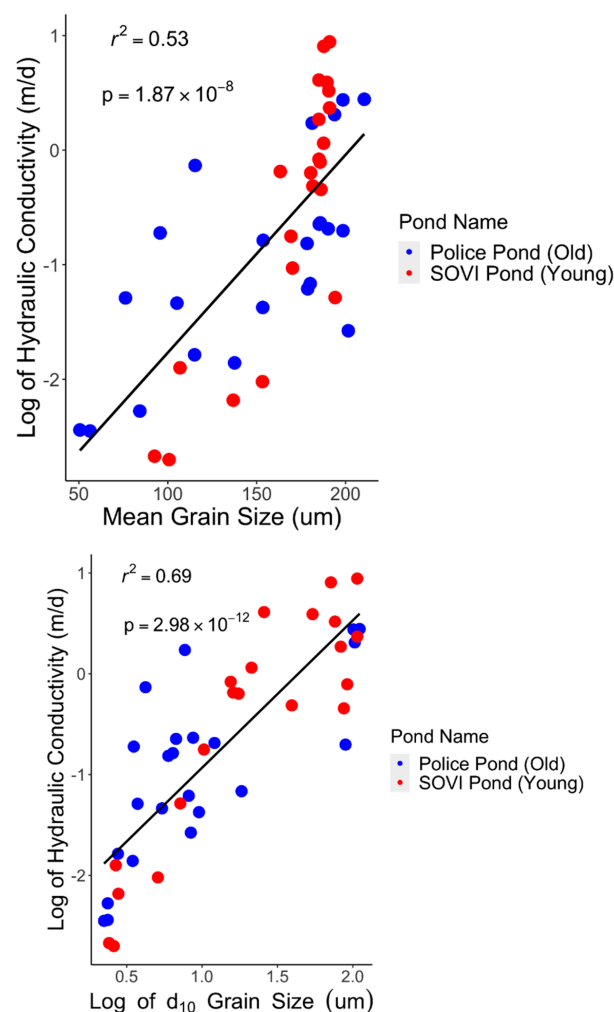 r² = 0.53
p = 1.87 × 10⁻⁸
Log of Hydraulic Conductivity (m/d)
1
0
-1
-2
50
100
150
200
Mean Grain Size (um)
Pond Name
Police Pond (Old)
SOVI Pond (Young)
r² = 0.69
p = 2.98 × 10⁻¹²
Log of Hydraulic Conductivity (m/d)
1
0
-1
-2
0.5
1.0
1.5
2.0
Log of d₁₀ Grain Size (um)
Pond Name
Police Pond (Old)
SOVI Pond (Young)